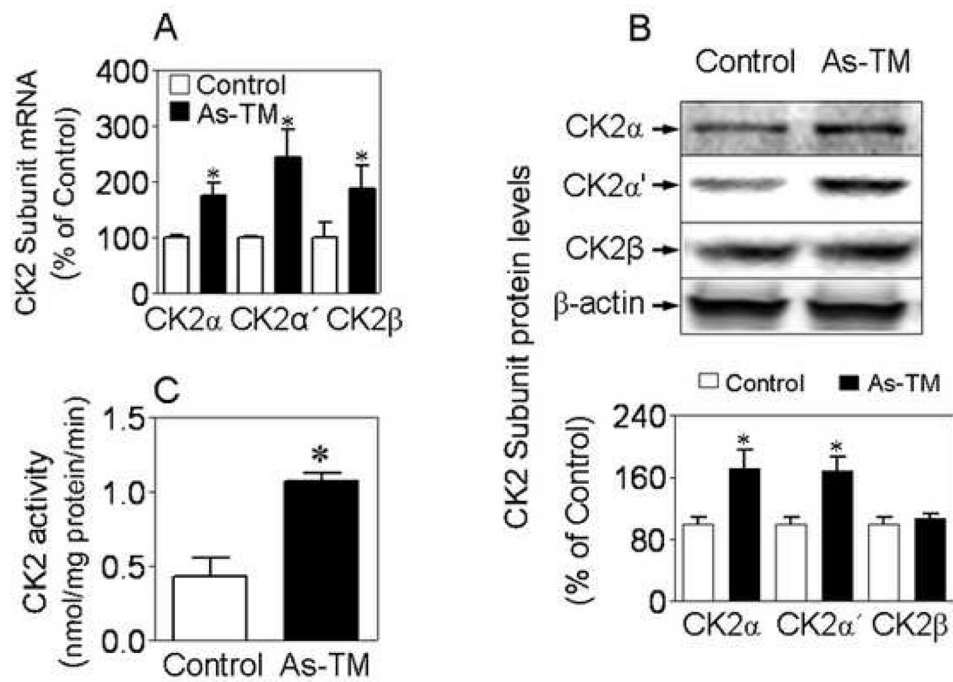 A
CK2 Subunit mRNA
(% of Control)
400
300
200
100
0
Control
As-TM
*
*
*
CK2α CK2α´ CK2β
B
Control As-TM
CK2α
CK2α'
CK2β
β-actin
CK2 Subunit protein levels
Control As-TM
(% of Control)
240
160
80
0
*
*
CK2α CK2α´ CK2β
C
CK2 activity
(nmol/mg protein/min)
1.5
1.0
0.5
0.0
*
Control As-TM